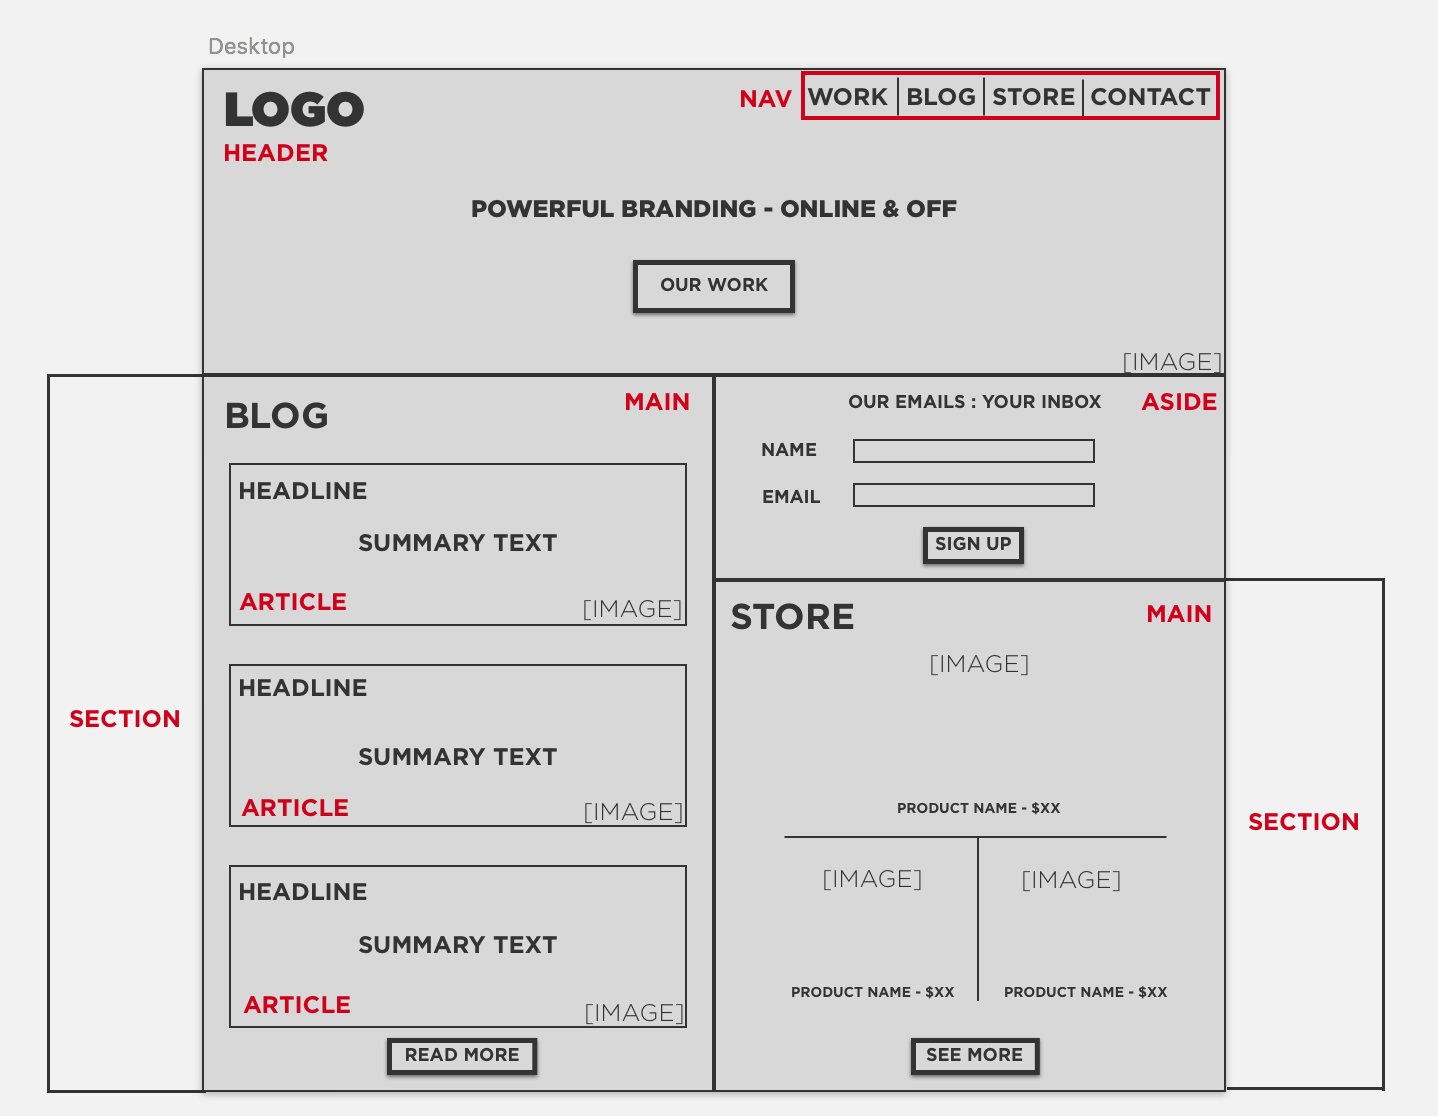 Desktop
LOGO
NAV
WORK
BLOG
STORE
CONTACT
HEADER
POWERFUL BRANDING - ONLINE & OFF
OUR WORK
[IMAGE]
SECTION
BLOG
MAIN
HEADLINE
SUMMARY TEXT
ARTICLE
[IMAGE]
HEADLINE
SUMMARY TEXT
ARTICLE
[IMAGE]
HEADLINE
SUMMARY TEXT
ARTICLE
[IMAGE]
READ MORE
OUR EMAILS : YOUR INBOX
ASIDE
NAME
EMAIL
SIGN UP
STORE
MAIN
[IMAGE]
PRODUCT NAME - $XX
[IMAGE]
[IMAGE]
PRODUCT NAME - $XX
PRODUCT NAME - $XX
SEE MORE
SECTION